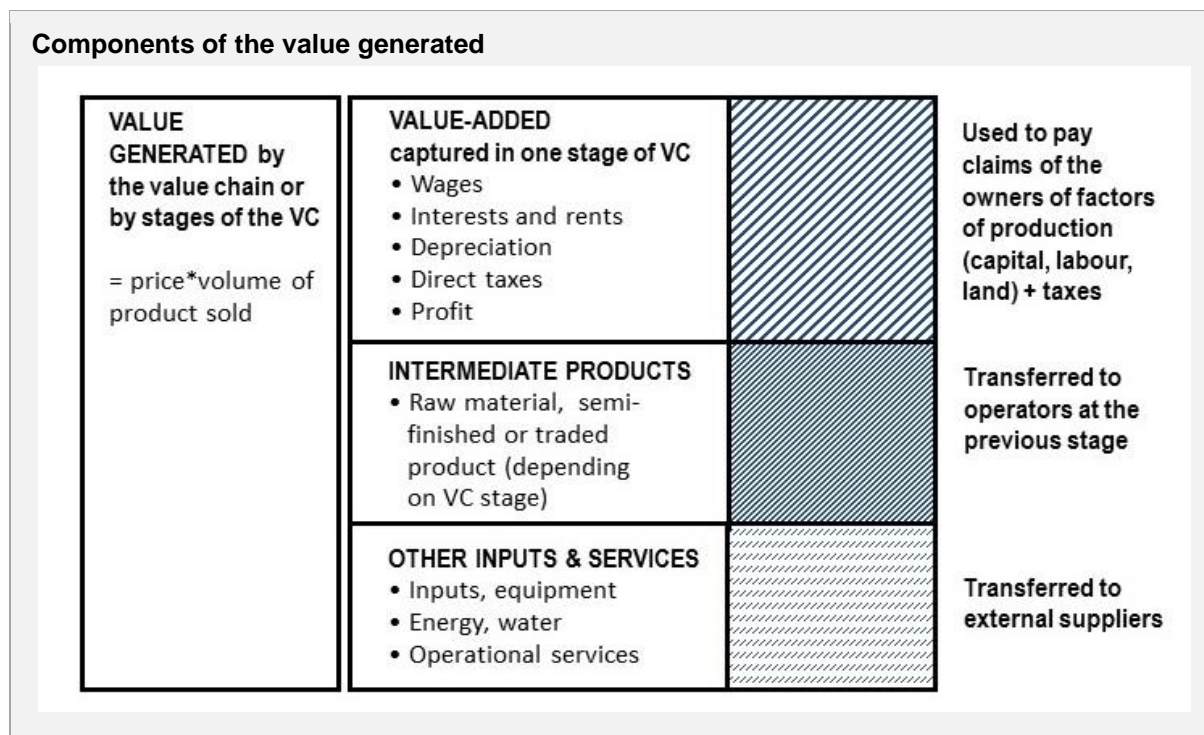 Components of the value generated
VALUE
GENERATED by
the value chain or
by stages of the VC
= price*volume of
product sold
VALUE-ADDED
captured in one stage of VC
• Wages
• Interests and rents
• Depreciation
• Direct taxes
• Profit
Used to pay
claims of the
owners of factors
of production
(capital, labour,
land) + taxes
INTERMEDIATE PRODUCTS
• Raw material, semi-
finished or traded
product (depending
on VC stage)
Transferred to
operators at the
previous stage
OTHER INPUTS & SERVICES
• Inputs, equipment
• Energy, water
• Operational services
Transferred to
external suppliers